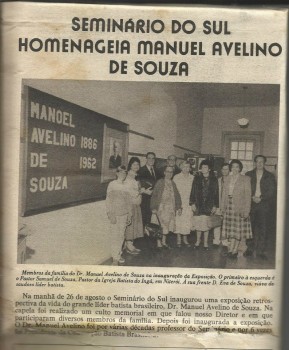 SEMINÁRIO DO SUL
HOMENAGEIA MANUEL AVELINO
DE SOUZA
MANOEL
AVELINO 1886
DE 1962
SOUZA
Membros da família do Dr. Manuel Avelino de Souza na inauguração da Exposição. O primeiro à esquerda é
o Pastor Samuel de Souza, Pastor da Igreja Batista do Ingá, em Niterói. A sua frente D. Eva de Souza, viúva do
saudoso líder batista.
Na manhã de 26 de agosto o Seminário do Sul inaugurou uma exposição retros-
pectiva da vida do grande líder batista brasileiro, Dr. Manuel Avelino de Souza. Na
capela foi realizado um culto memorial em que falou nosso Diretor e em que
participaram diversos membros da família. Depois foi inaugurada a exposição.
O Dr. Manuel Avelino foi por várias décadas professor do Seminário e por 8 vezes